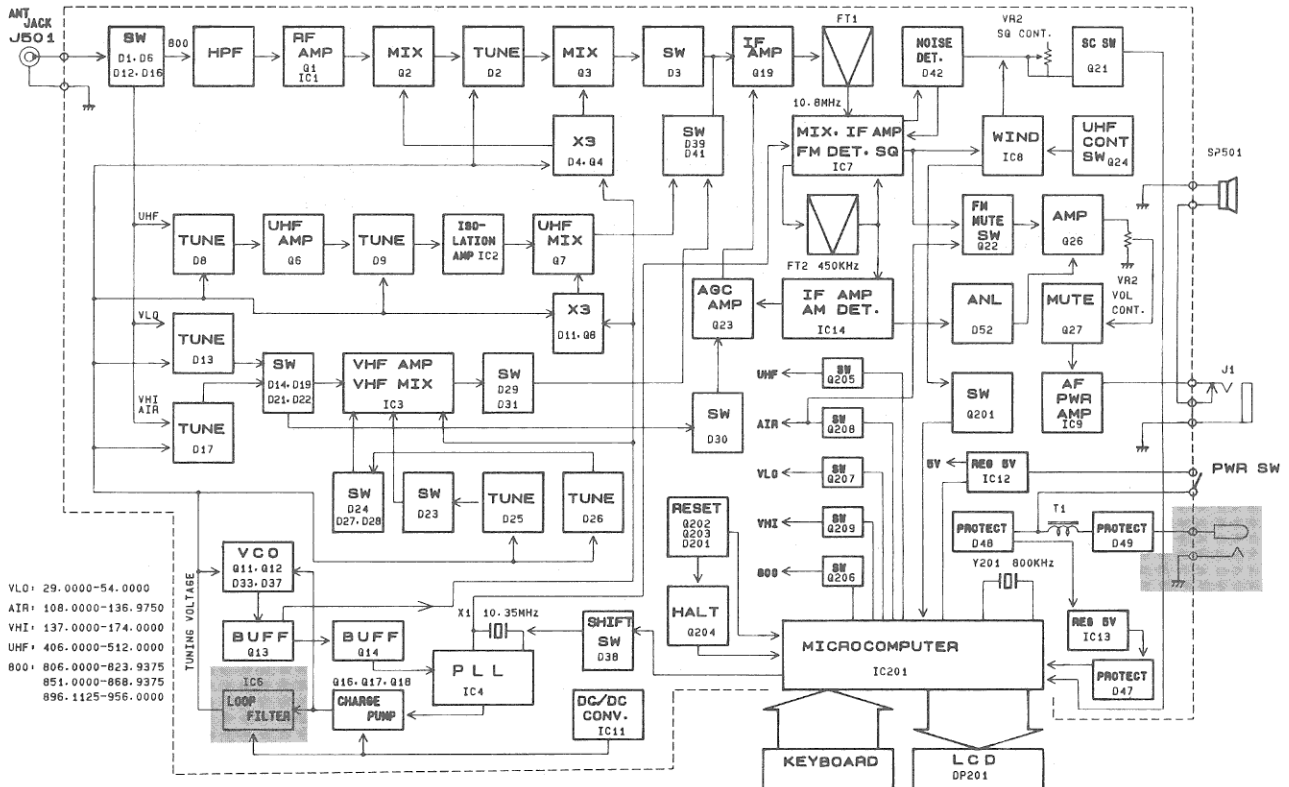 ANT
JACK
J501
SW
D1, D6
D12, D16
800
HPF
RF
AMP
Q1
IC1
MIX
Q2
TUNE
D2
MIX
Q3
SW
D3
IF
AMP
Q19
FT1
NOISE
DET.
D42
VR2
SQ CONT.
SC SW
Q21
10.8MHz
X3
D4, Q4
SW
D39
D41
MIX, IF AMP
FM DET. SQ
IC7
WIND
IC8
UHF
CONT
SW Q24
SP501
UHF
TUNE
D8
UHF
AMP
Q6
TUNE
D9
ISO-
LATION
AMP IC2
UHF
MIX
Q7
FT2 450KHz
FM
MUTE
SW
Q22
AMP
Q26
VR2
VOL
CONT.
X3
D11, Q8
AGC
AMP
Q23
IF AMP
AM DET.
IC14
ANL
D52
MUTE
Q27
VLO
TUNE
D13
SW
D14, D19
D21, D22
VHF AMP
VHF MIX
IC3
SW
D29
D31
VHI
AIR
TUNE
D17
SW
D30
UHF
SW
Q205
AIR
SW
Q208
SW
Q201
AF
PWR
AMP
IC9
J1
SW
D24
D27, D28
SW
D23
TUNE
D25
TUNE
D26
VLO
SW
Q207
5V
REG 5V
IC12
PWR SW
RESET
Q202
Q203
D201
VHI
SW
Q209
PROTECT
D48
T1
PROTECT
D49
800
SW
Q206
Y201 800KHz
VCO
Q11, Q12
D33, D37
HALT
Q204
VLO: 29.0000-54.0000
AIR: 108.0000-136.9750
VHI: 137.0000-174.0000
UHF: 406.0000-512.0000
800: 806.0000-823.9375
851.0000-868.9375
896.1125-956.0000
TUNING VOLTAGE
BUFF
Q13
BUFF
Q14
X1
10.35MHz
SHIFT
SW
D38
MICROCOMPUTER
IC201
REG 5V
IC13
PROTECT
D47
IC6
LOOP
FILTER
Q16, Q17, Q18
CHARGE
PUMP
PLL
IC4
DC/DC
CONV.
IC11
KEYBOARD
LCD
DP201